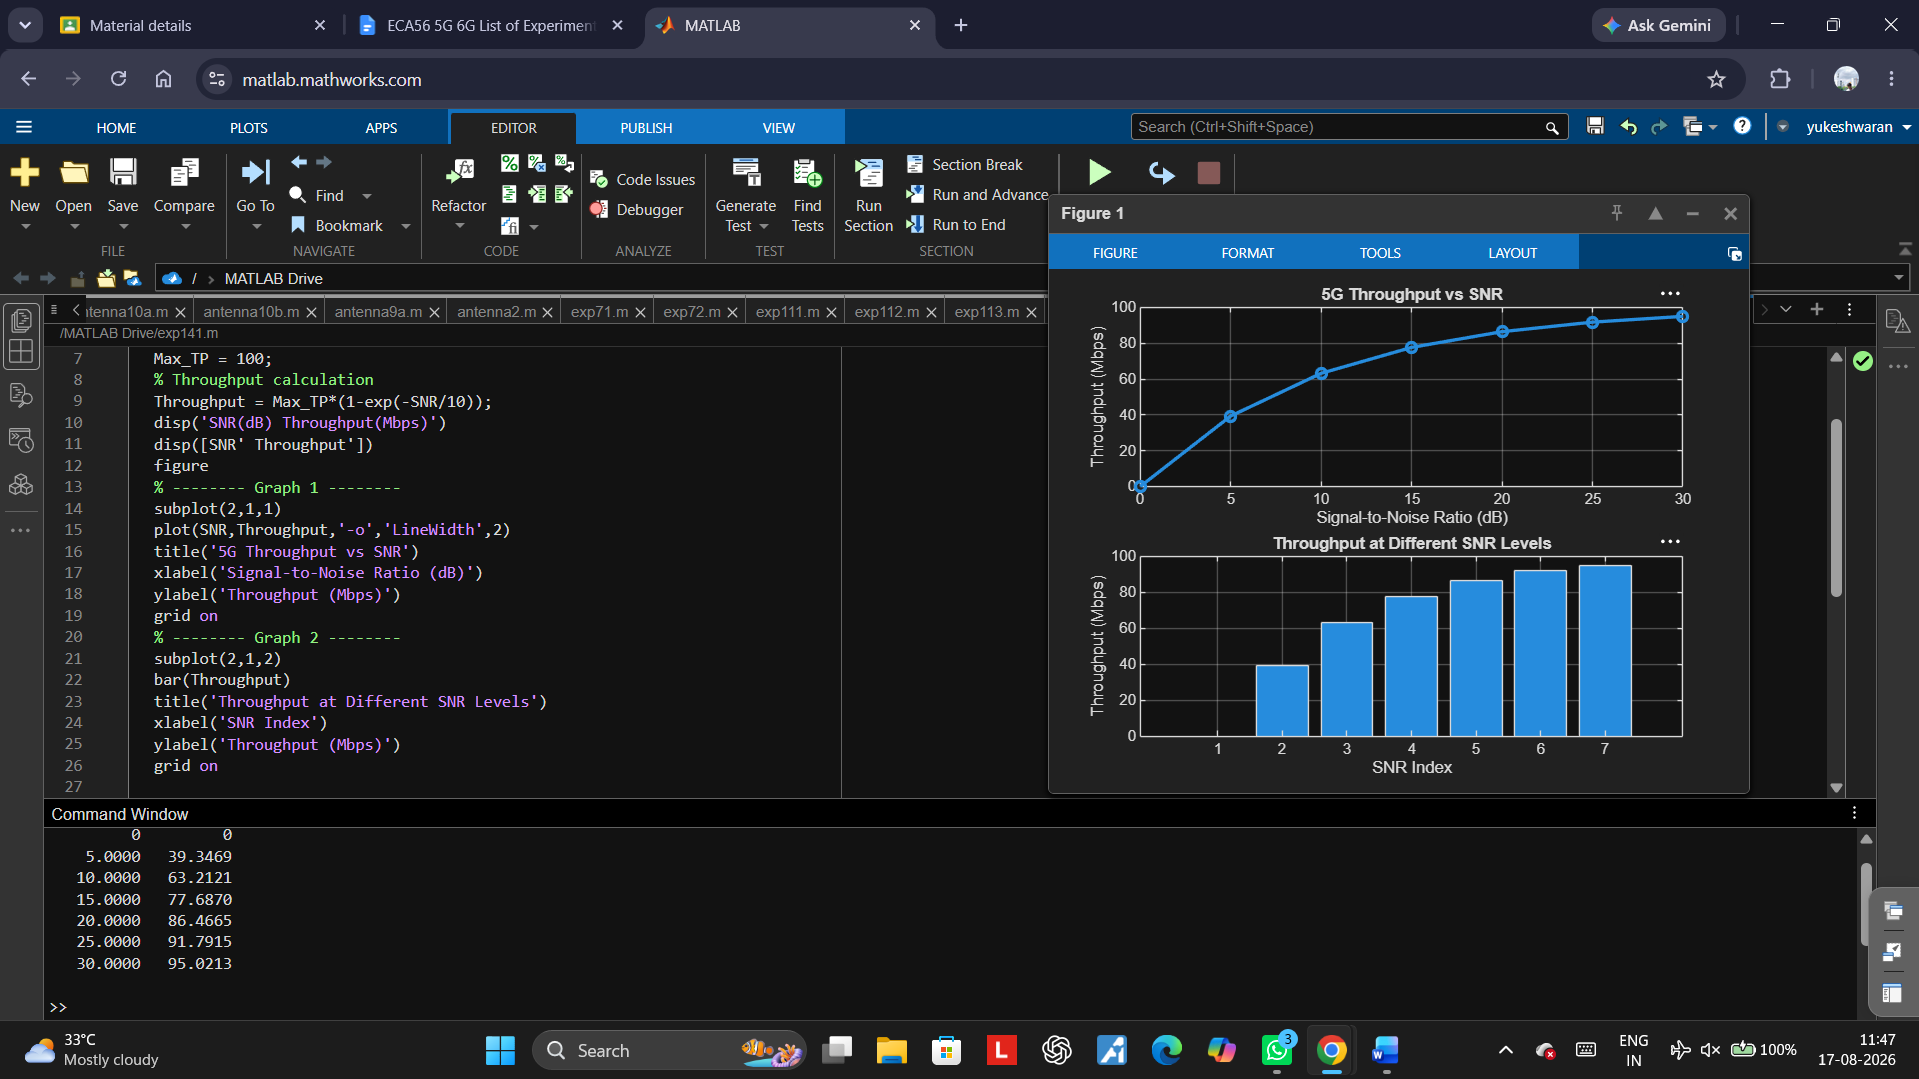 Material details
ECA56 5G 6G List of Experiment
MATLAB
Ask Gemini
matlab.mathworks.com
HOME PLOTS APPS EDITOR PUBLISH VIEW
Search (Ctrl+Shift+Space)
yukeshwaran
New Open Save Compare
FILE
Go To
Find
Bookmark
NAVIGATE
Refactor
CODE
Code Issues
Debugger
ANALYZE
Generate Test
Find Tests
TEST
Run Section
Section Break
Run and Advance
Run to End
SECTION
/ MATLAB Drive
tenna10a.m antenna10b.m antenna9a.m antenna2.m exp71.m exp72.m exp111.m exp112.m exp113.m
/MATLAB Drive/exp141.m
7 Max_TP = 100;
8 % Throughput calculation
9 Throughput = Max_TP*(1-exp(-SNR/10));
10 disp('SNR(dB) Throughput(Mbps)')
11 disp([SNR' Throughput'])
12 figure
13 % -------- Graph 1 --------
14 subplot(2,1,1)
15 plot(SNR,Throughput,'-o','LineWidth',2)
16 title('5G Throughput vs SNR')
17 xlabel('Signal-to-Noise Ratio (dB)')
18 ylabel('Throughput (Mbps)')
19 grid on
20 % -------- Graph 2 --------
21 subplot(2,1,2)
22 bar(Throughput)
23 title('Throughput at Different SNR Levels')
24 xlabel('SNR Index')
25 ylabel('Throughput (Mbps)')
26 grid on
27
Figure 1
FIGURE FORMAT TOOLS LAYOUT
5G Throughput vs SNR
Throughput (Mbps)
100
80
60
40
20
0
0 5 10 15 20 25 30
Signal-to-Noise Ratio (dB)
Throughput at Different SNR Levels
Throughput (Mbps)
100
80
60
40
20
0
1 2 3 4 5 6 7
SNR Index
Command Window
0 0
5.0000 39.3469
10.0000 63.2121
15.0000 77.6870
20.0000 86.4665
25.0000 91.7915
30.0000 95.0213
>>
33°C
Mostly cloudy
Search
3
ENG
IN
100%
11:47
17-08-2026